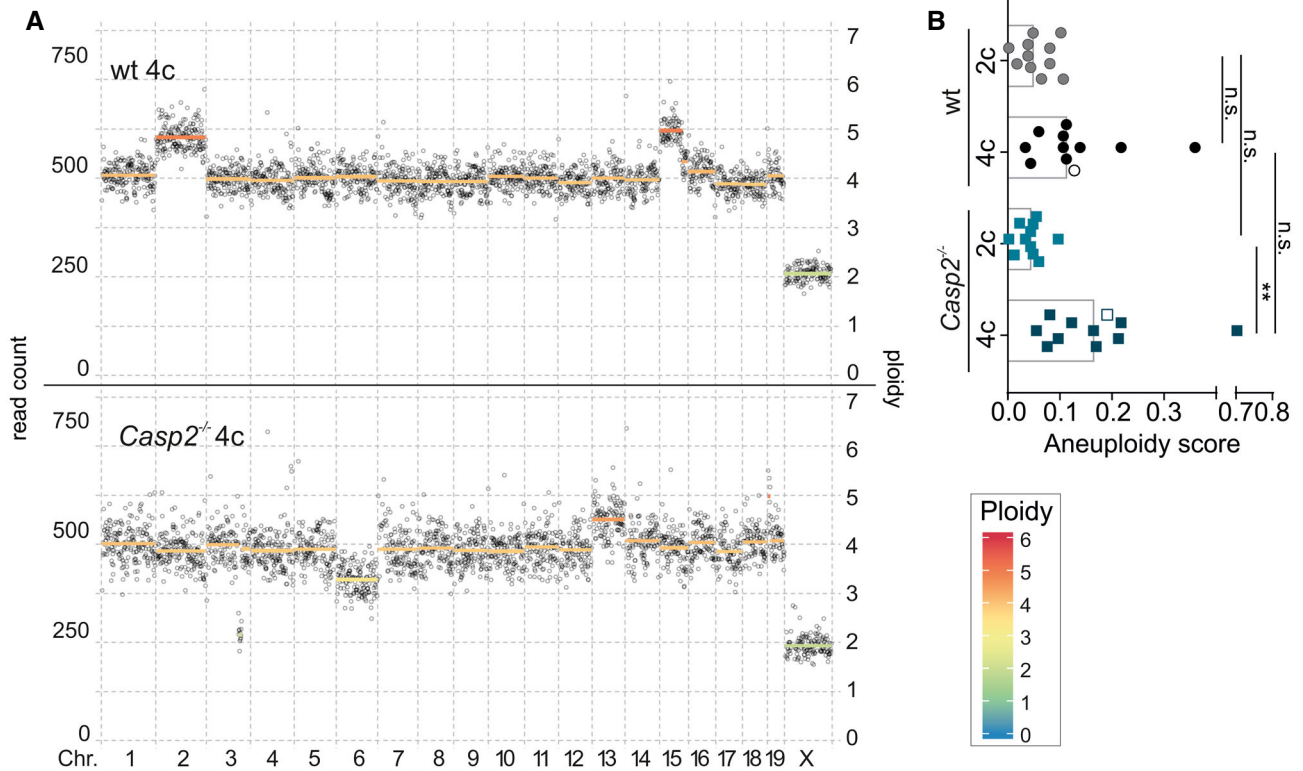 A
750
500
250
0
wt 4c
7
6
5
4
3
2
1
0
read count
ploidy
750
500
250
0
Casp2-/- 4c
7
6
5
4
3
2
1
0
Chr. 1 2 3 4 5 6 7 8 9 10 11 12 13 14 15 16 17 18 19 X
B
wt
2c
4c
Casp2-/-
2c
4c
n.s.
n.s.
n.s.
**
0.0 0.1 0.2 0.3 0.7 0.8
Aneuploidy score
Ploidy
6
5
4
3
2
1
0